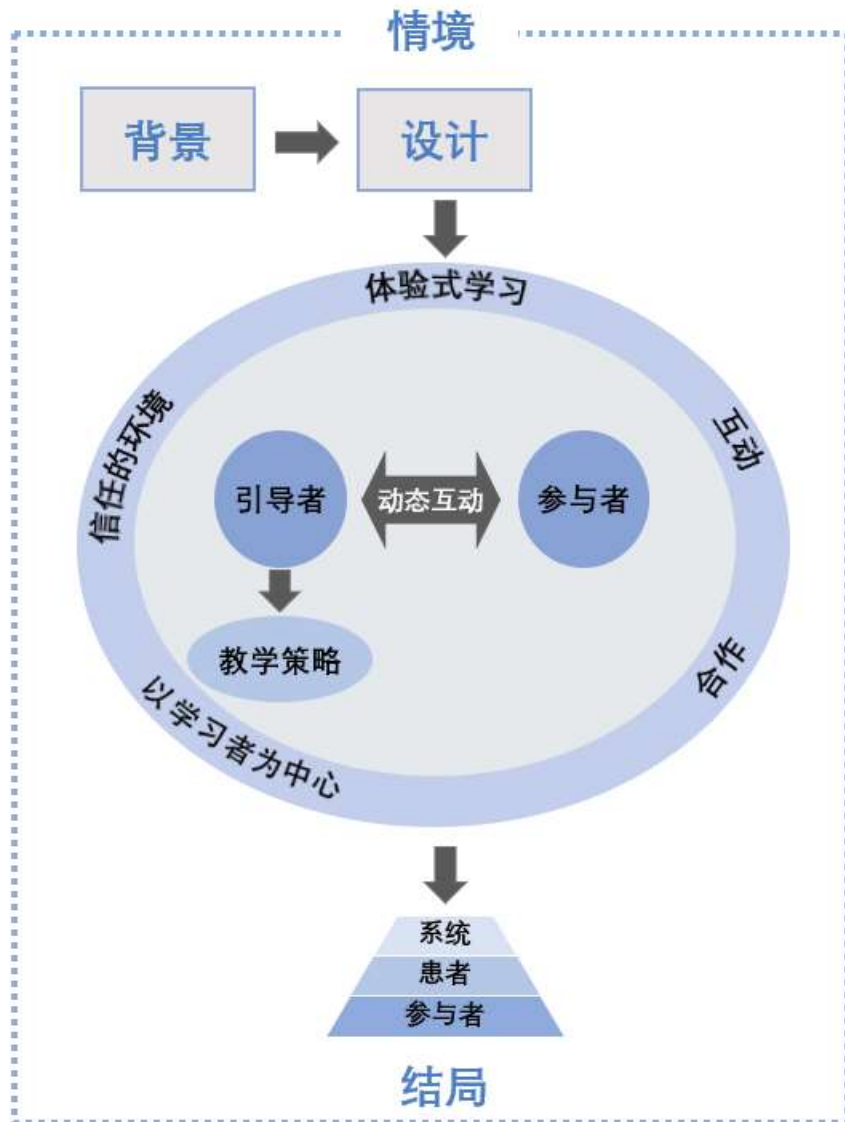 情境
背景
设计
体验式学习
信任的环境
互动
引导者
动态互动
参与者
教学策略
合作
以学习者为中心
系统
患者
参与者
结局